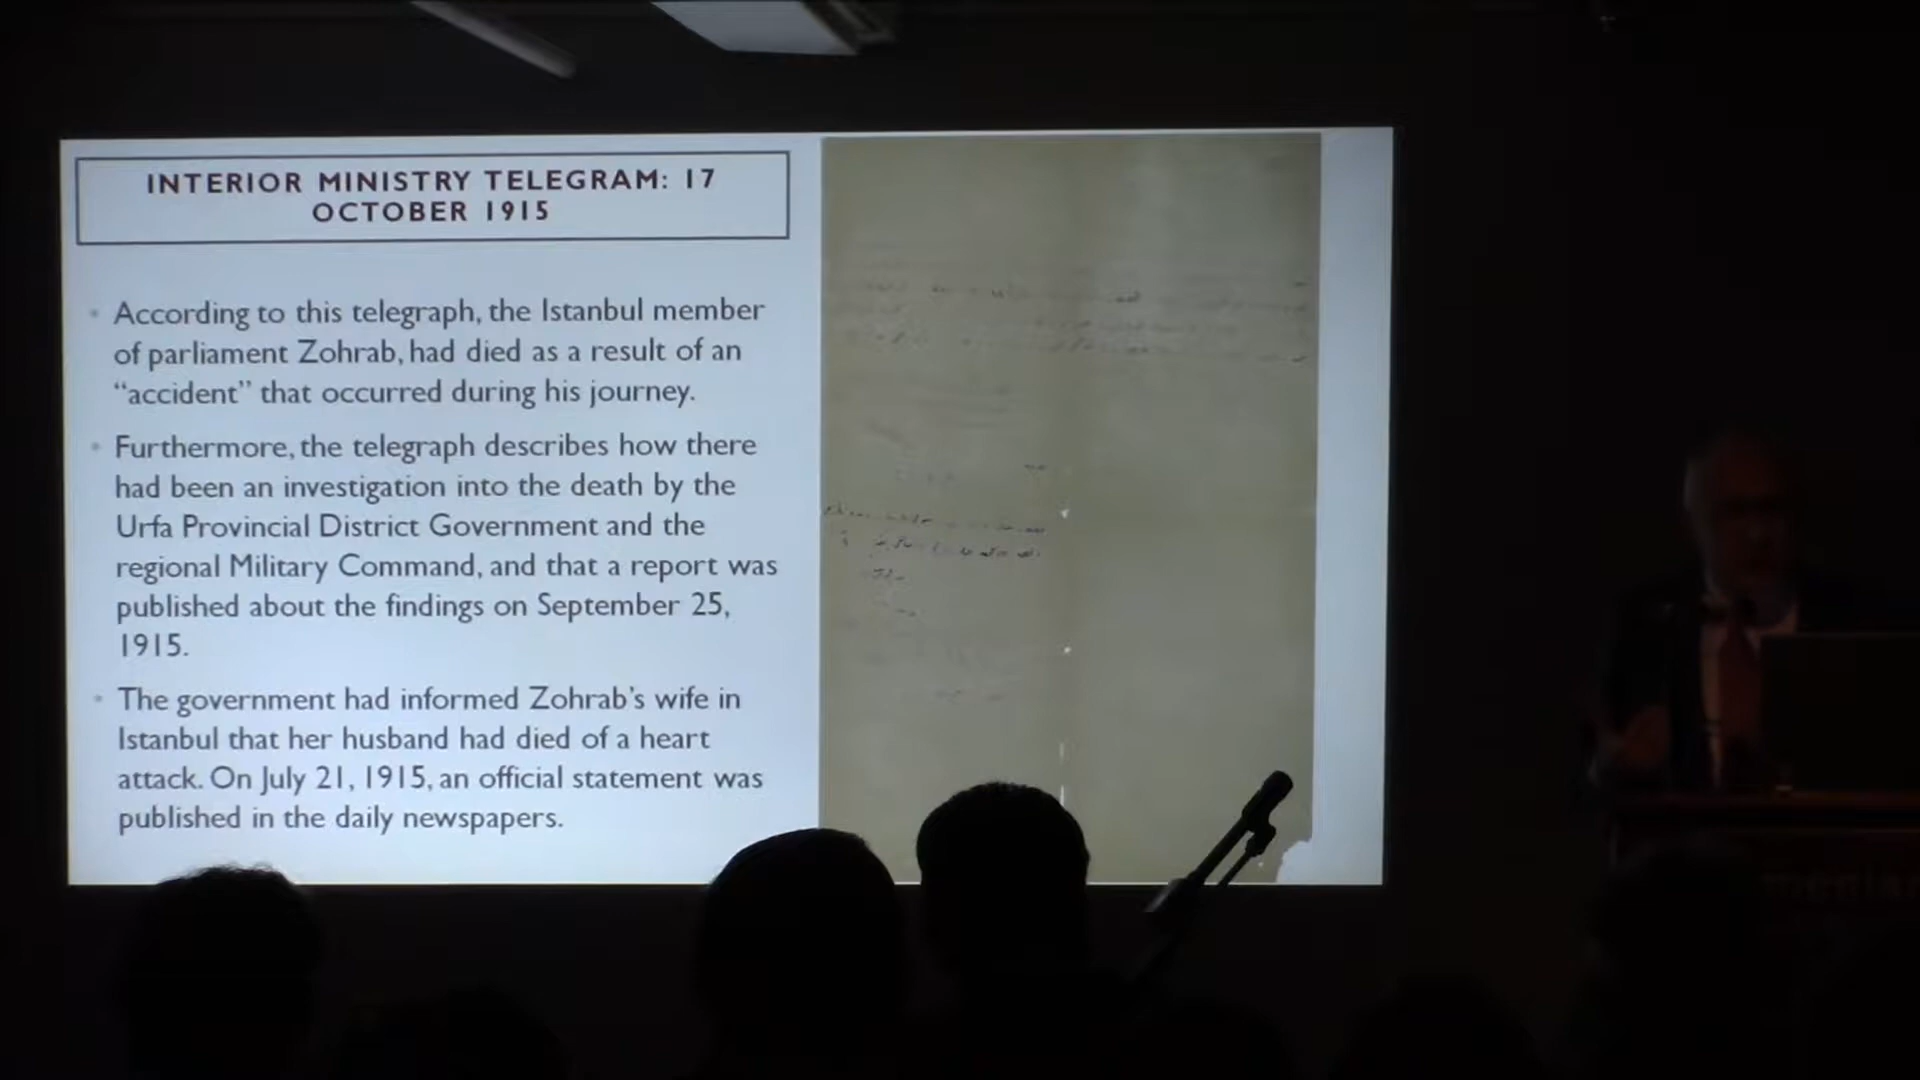 INTERIOR MINISTRY TELEGRAM: 17
OCTOBER 1915
• According to this telegraph, the Istanbul member
of parliament Zohrab, had died as a result of an
“accident” that occurred during his journey.
• Furthermore, the telegraph describes how there
had been an investigation into the death by the
Urfa Provincial District Government and the
regional Military Command, and that a report was
published about the findings on September 25,
1915.
• The government had informed Zohrab’s wife in
Istanbul that her husband had died of a heart
attack. On July 21, 1915, an official statement was
published in the daily newspapers.